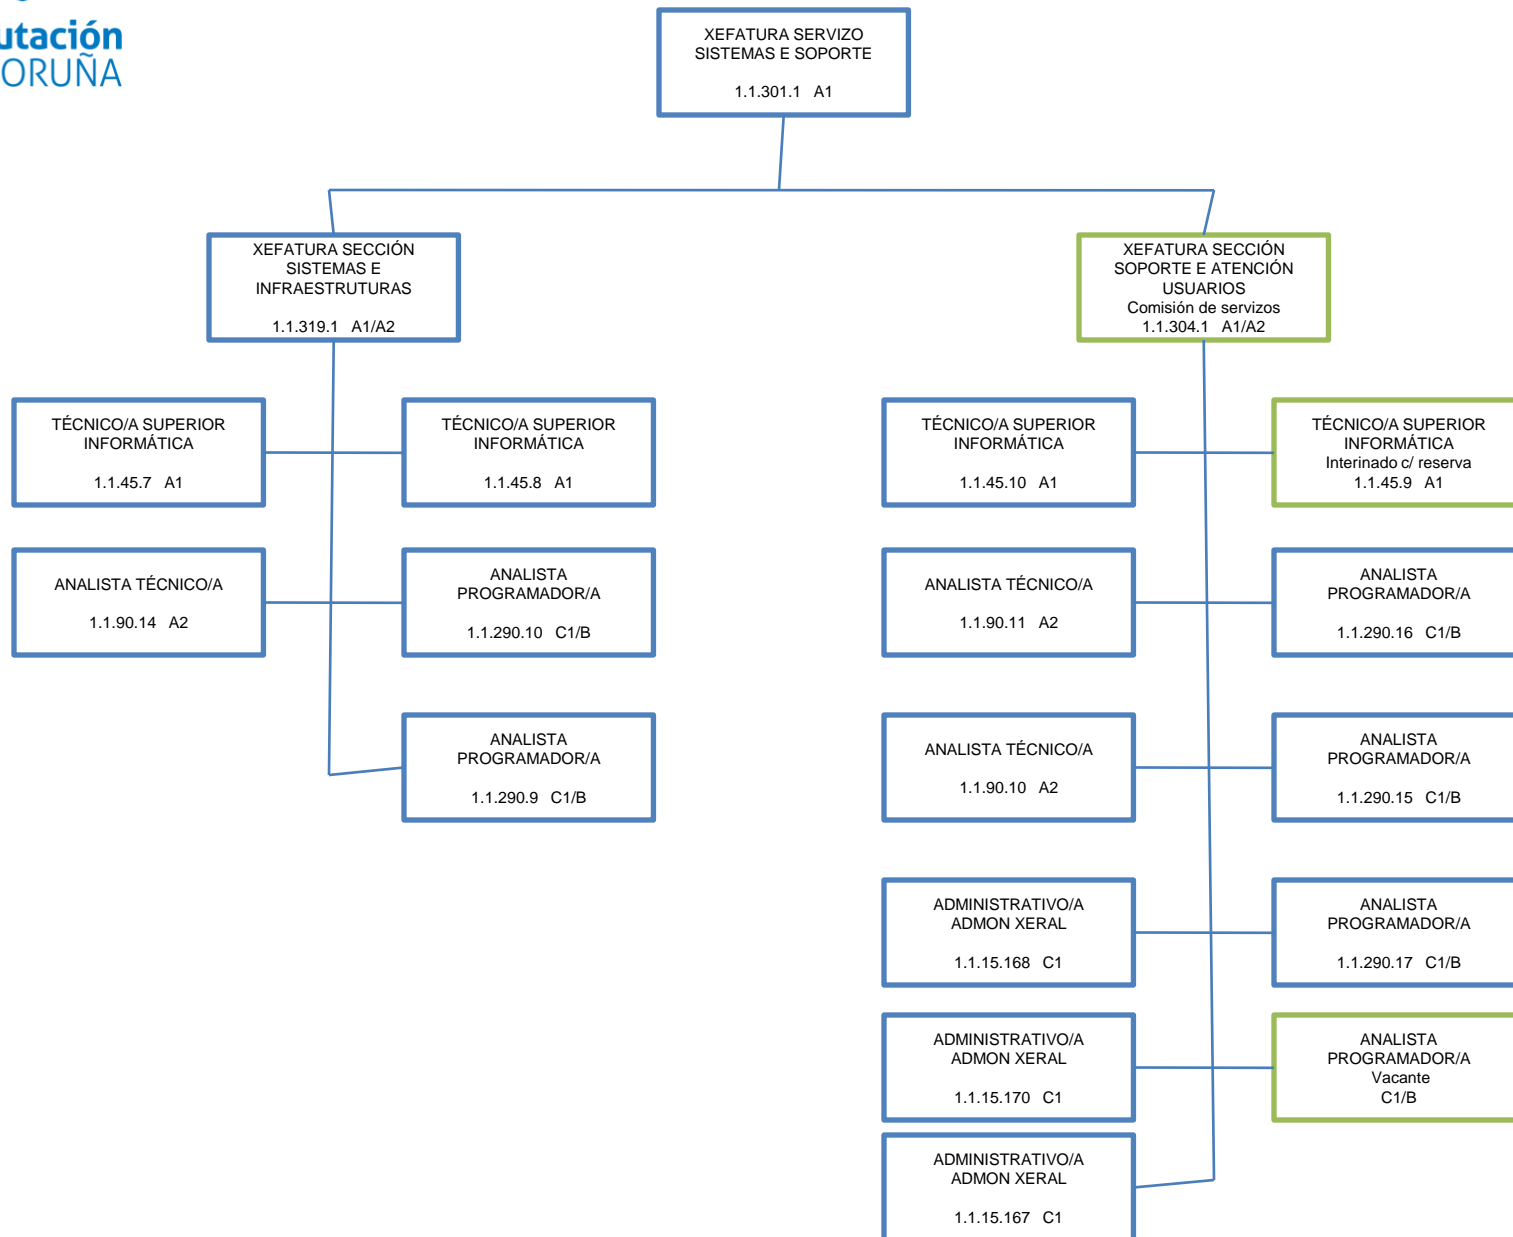 ORUÑA
XEFATURA SERVIZO
SISTEMAS E SOPORTE
1.1.301.1 A1
XEFATURA SECCIÓN
SISTEMAS E
INFRAESTRUTURAS
1.1.319.1 A1/A2
XEFATURA SECCIÓN
SOPORTE E ATENCIÓN
USUARIOS
Comisión de servizos
1.1.304.1 A1/A2
TÉCNICO/A SUPERIOR
INFORMÁTICA
1.1.45.7 A1
TÉCNICO/A SUPERIOR
INFORMÁTICA
1.1.45.8 A1
TÉCNICO/A SUPERIOR
INFORMÁTICA
1.1.45.10 A1
TÉCNICO/A SUPERIOR
INFORMÁTICA
Interinado c/ reserva
1.1.45.9 A1
ANALISTA TÉCNICO/A
1.1.90.14 A2
ANALISTA
PROGRAMADOR/A
1.1.290.10 C1/B
ANALISTA TÉCNICO/A
1.1.90.11 A2
ANALISTA
PROGRAMADOR/A
1.1.290.16 C1/B
ANALISTA
PROGRAMADOR/A
1.1.290.9 C1/B
ANALISTA TÉCNICO/A
1.1.90.10 A2
ANALISTA
PROGRAMADOR/A
1.1.290.15 C1/B
ADMINISTRATIVO/A
ADMON XERAL
1.1.15.168 C1
ANALISTA
PROGRAMADOR/A
1.1.290.17 C1/B
ADMINISTRATIVO/A
ADMON XERAL
1.1.15.170 C1
ANALISTA
PROGRAMADOR/A
Vacante
C1/B
ADMINISTRATIVO/A
ADMON XERAL
1.1.15.167 C1